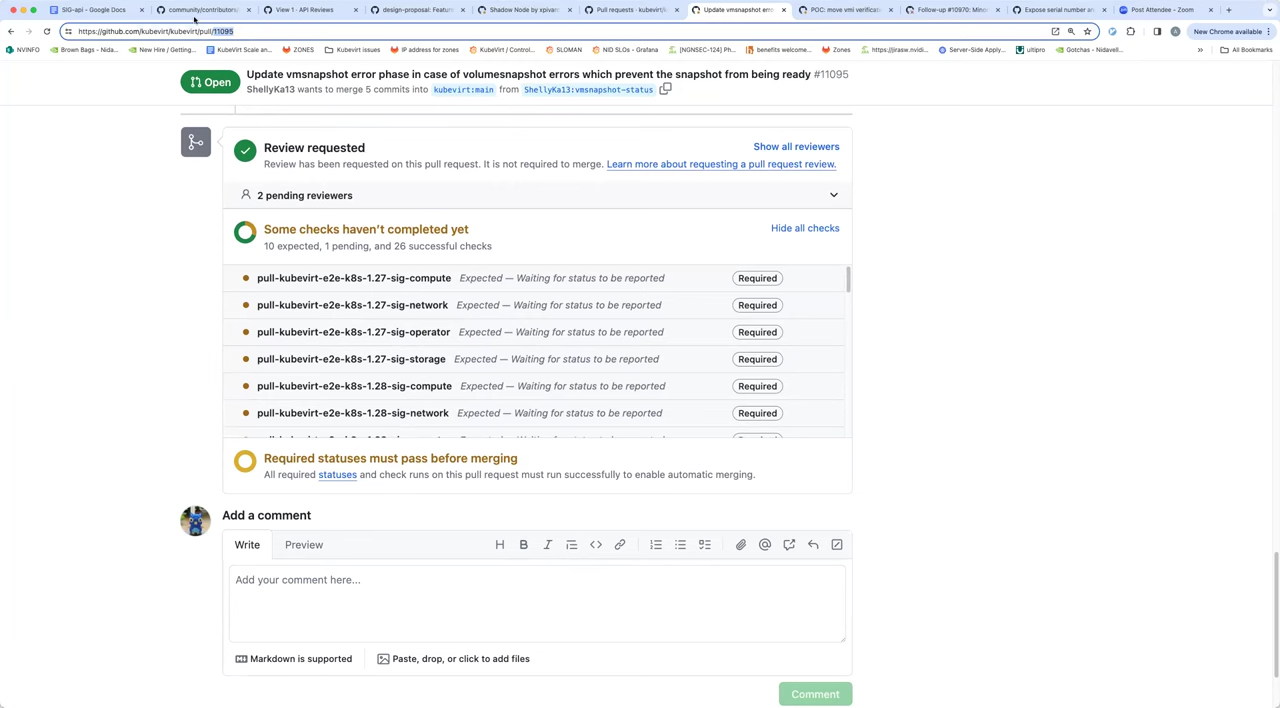 SIG-api - Google Docs
community/contributors
View 1 · API Reviews
design-proposal: Featur
Shadow Node by xpivarc
Pull requests · kubevirt/k
Update vmsnapshot erro
POC: move vmi verificat
Follow-up #10970: Mino
Expose serial number an
Post Attendee - Zoom
https://github.com/kubevirt/kubevirt/pull/11095
New Chrome available
NVINFO
Brown Bags - Nida...
New Hire / Getting...
KubeVirt Scale an...
ZONES
Kubevirt issues
IP address for zones
KubeVirt / Control...
SLOMAN
NID SLOs - Grafana
[NGNSEC-124] Ph...
benefits welcome...
Zones
https://jirasw.nvidi...
Server-Side Apply...
ultipro
Gotchas - Nidavell...
All Bookmarks
Open
Update vmsnapshot error phase in case of volumesnapshot errors which prevent the snapshot from being ready #11095
ShellyKa13 wants to merge 5 commits into kubevirt:main from ShellyKa13:vmsnapshot-status
Review requested
Show all reviewers
Review has been requested on this pull request. It is not required to merge. Learn more about requesting a pull request review.
2 pending reviewers
Some checks haven't completed yet
Hide all checks
10 expected, 1 pending, and 26 successful checks
pull-kubevirt-e2e-k8s-1.27-sig-compute Expected — Waiting for status to be reported Required
pull-kubevirt-e2e-k8s-1.27-sig-network Expected — Waiting for status to be reported Required
pull-kubevirt-e2e-k8s-1.27-sig-operator Expected — Waiting for status to be reported Required
pull-kubevirt-e2e-k8s-1.27-sig-storage Expected — Waiting for status to be reported Required
pull-kubevirt-e2e-k8s-1.28-sig-compute Expected — Waiting for status to be reported Required
pull-kubevirt-e2e-k8s-1.28-sig-network Expected — Waiting for status to be reported Required
Required statuses must pass before merging
All required statuses and check runs on this pull request must run successfully to enable automatic merging.
Add a comment
Write
Preview
Add your comment here...
Markdown is supported
Paste, drop, or click to add files
Comment